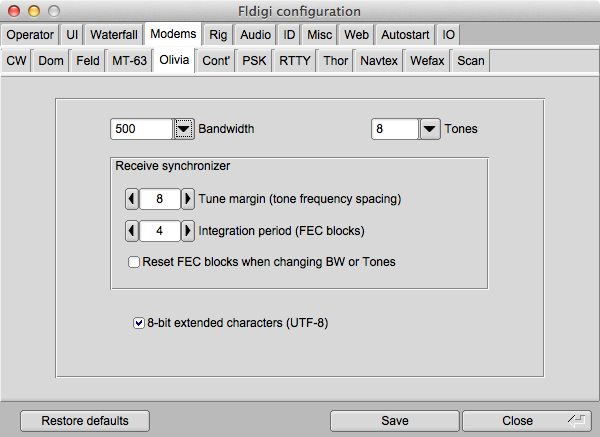 Fldigi configuration
Operator UI Waterfall Modems Rig Audio ID Misc Web Autostart IO
CW Dom Feld MT-63 Olivia Cont' PSK RTTY Thor Navtex Wefax Scan
500 Bandwidth 8 Tones
Receive synchronizer
8 Tune margin (tone frequency spacing)
4 Integration period (FEC blocks)
Reset FEC blocks when changing BW or Tones
8-bit extended characters (UTF-8)
Restore defaults Save Close